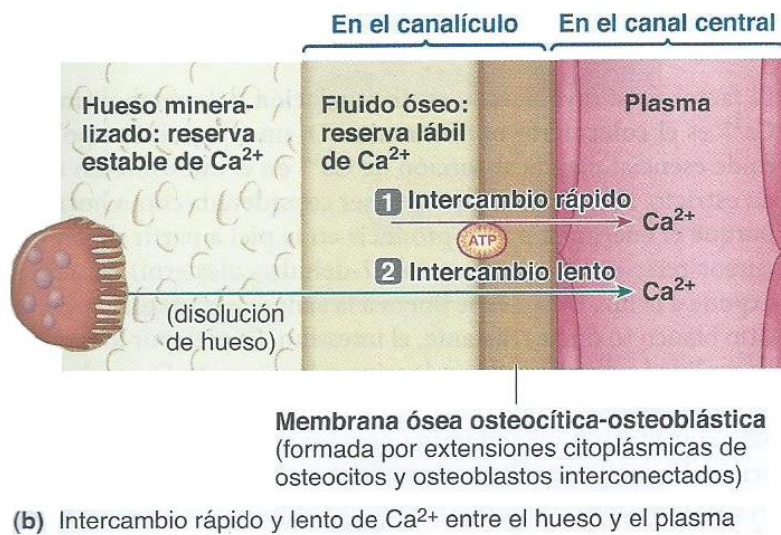 En el canalículo
En el canal central
Hueso minera-
lizado: reserva
estable de Ca²⁺
Fluido óseo:
reserva lábil
de Ca²⁺
Plasma
1 Intercambio rápido
Ca²⁺
ATP
2 Intercambio lento
Ca²⁺
(disolución
de hueso)
Membrana ósea osteocítica-osteoblástica
(formada por extensiones citoplásmicas de
osteocitos y osteoblastos interconectados)
(b) Intercambio rápido y lento de Ca²⁺ entre el hueso y el plasma